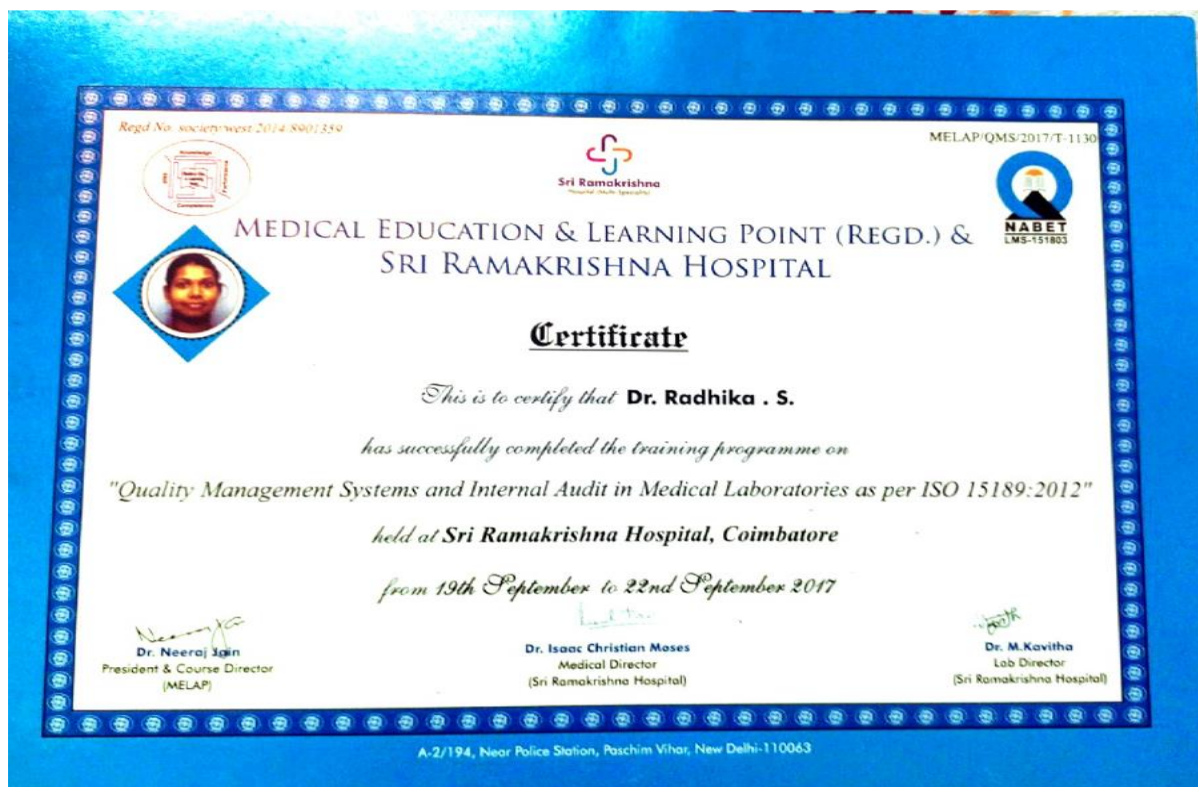 Regd No. society/west/2014/8901359
MELAP/QMS/2017/T-1130
Sri Ramakrishna
Hospital (Multi-Speciality)
NABET
LMS-151803
MEDICAL EDUCATION & LEARNING POINT (REGD.) &
SRI RAMAKRISHNA HOSPITAL
Certificate
This is to certify that Dr. Radhika . S.
has successfully completed the training programme on
"Quality Management Systems and Internal Audit in Medical Laboratories as per ISO 15189:2012"
held at Sri Ramakrishna Hospital, Coimbatore
from 19th September to 22nd September 2017
Dr. Neeraj Jain
President & Course Director
(MELAP)
Dr. Isaac Christian Moses
Medical Director
(Sri Ramakrishna Hospital)
Dr. M.Kavitha
Lab Director
(Sri Ramakrishna Hospital)
A-2/194, Near Police Station, Paschim Vihar, New Delhi-110063